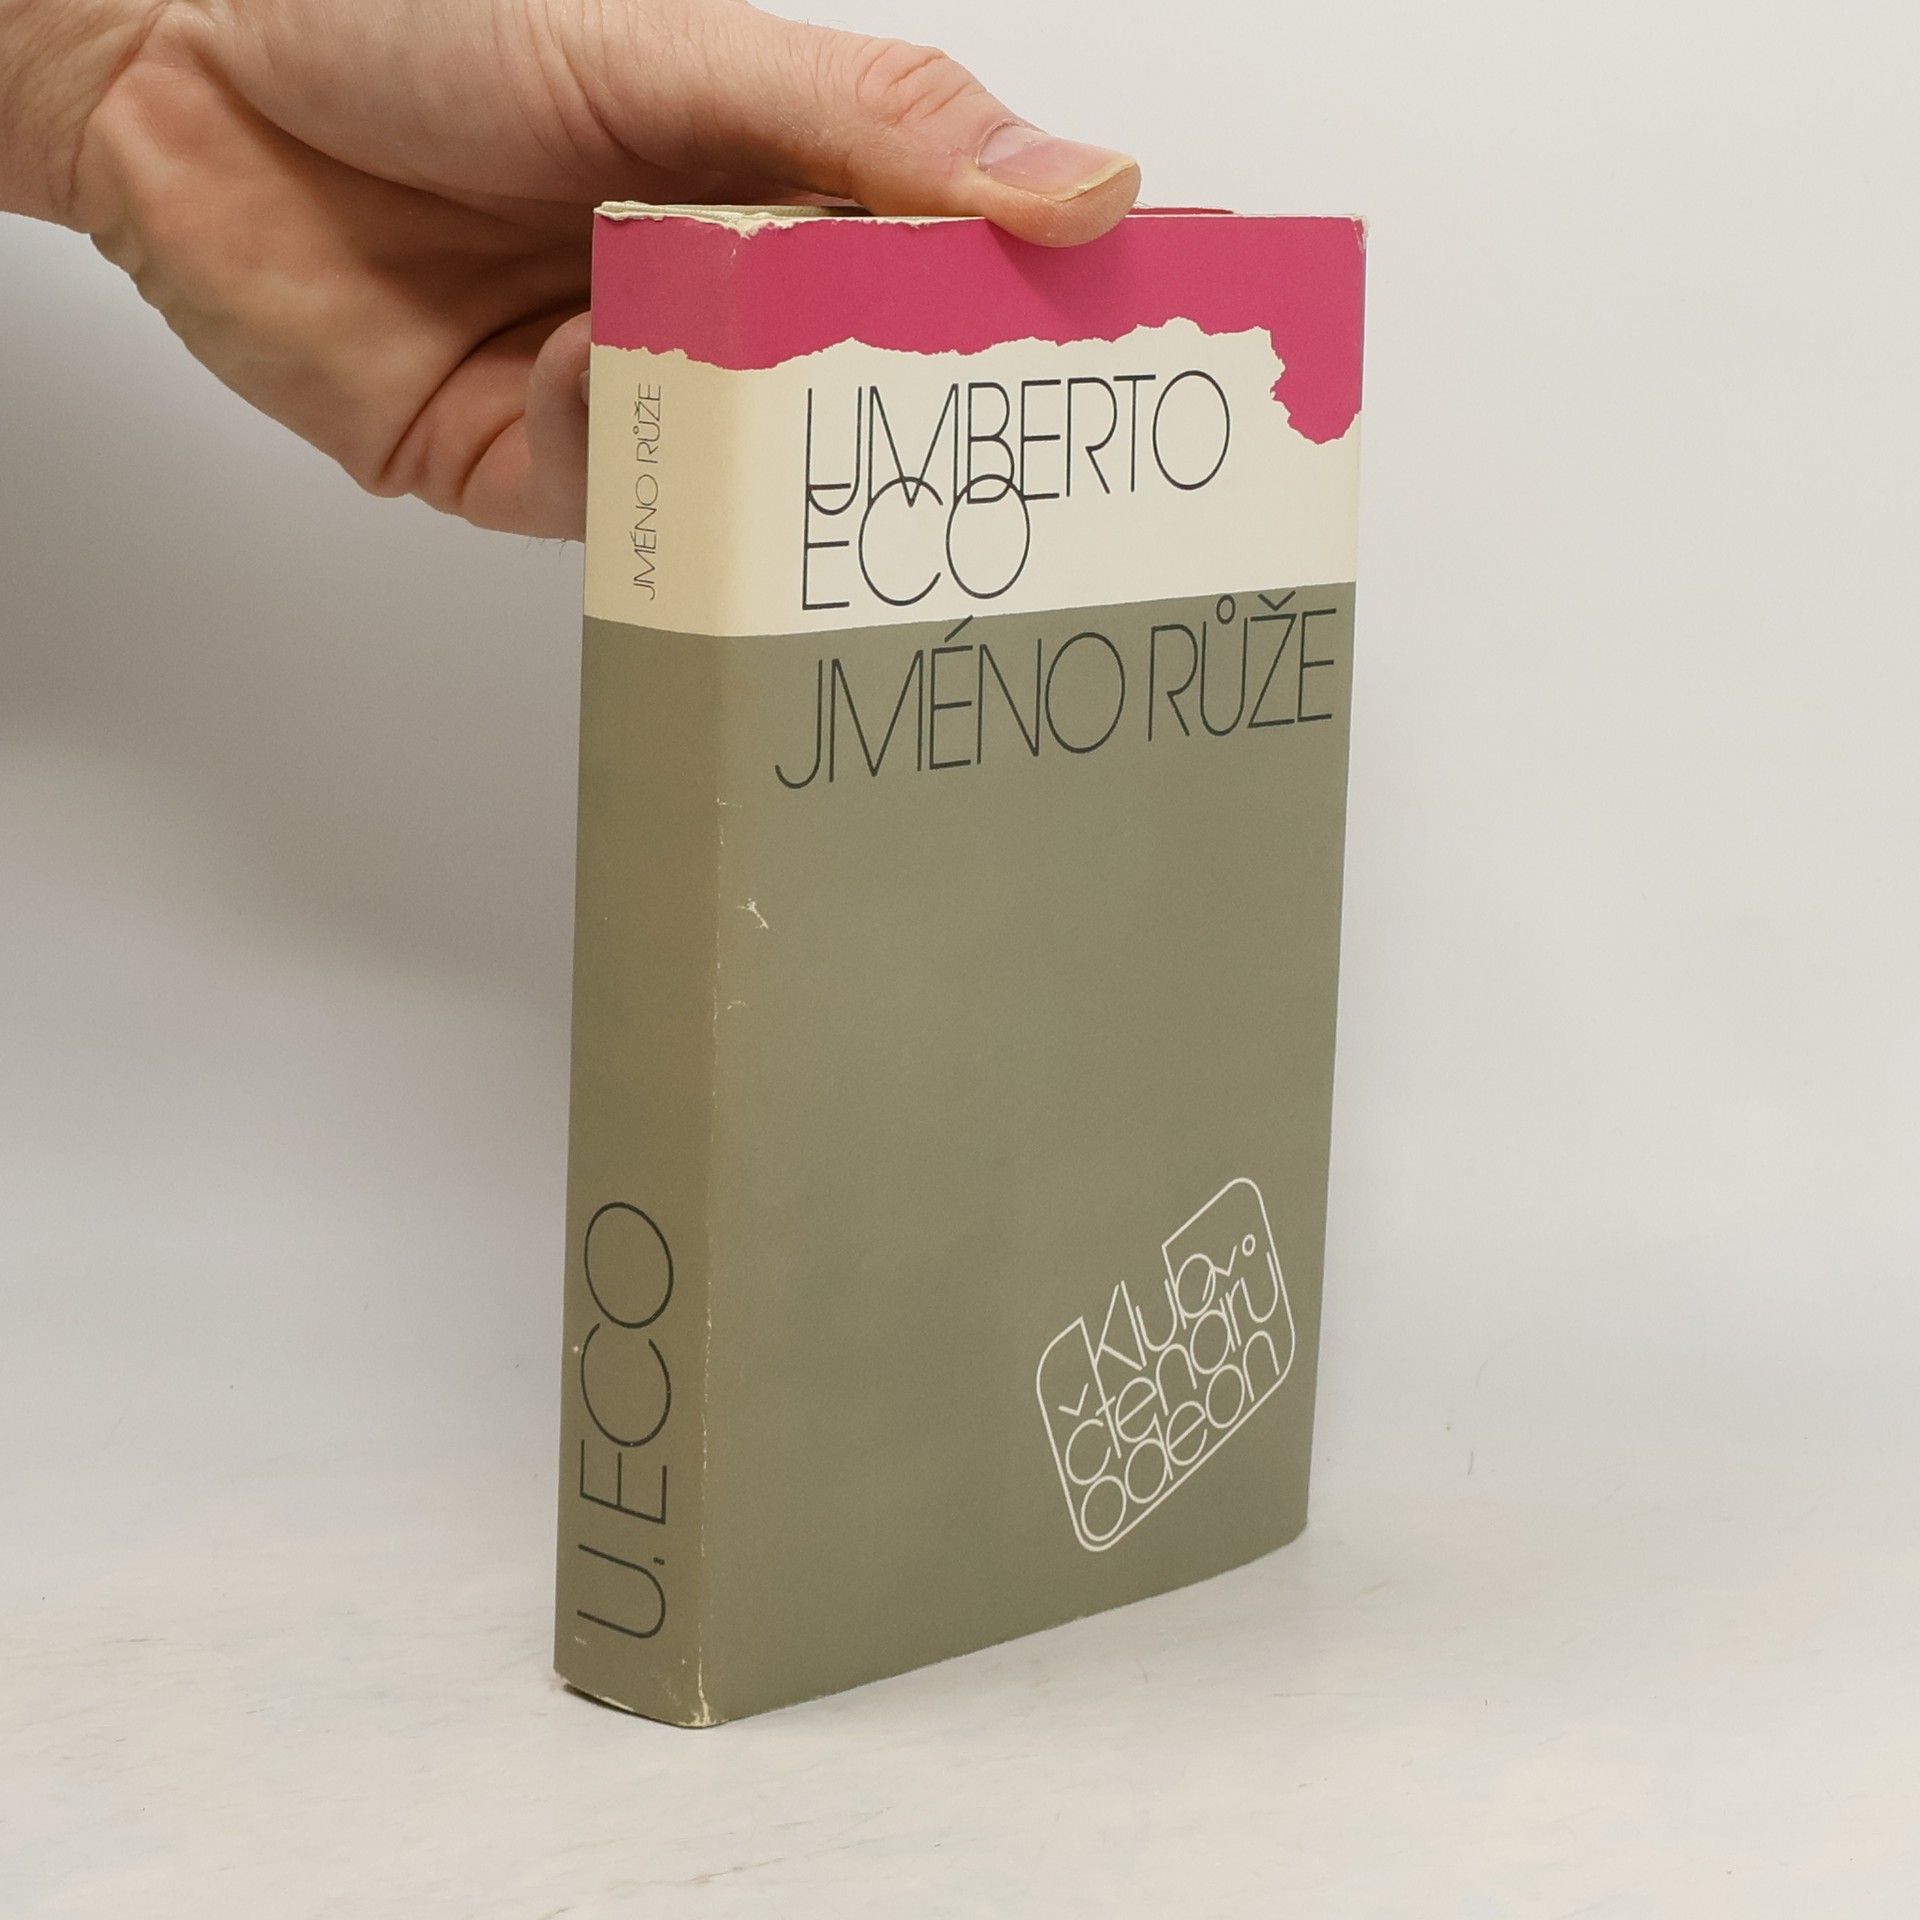 JMÉNO RŮŽE
U. ECO
UMBERTO
ECO
JMÉNO RŮŽE
Klub
čtenářů
odeon